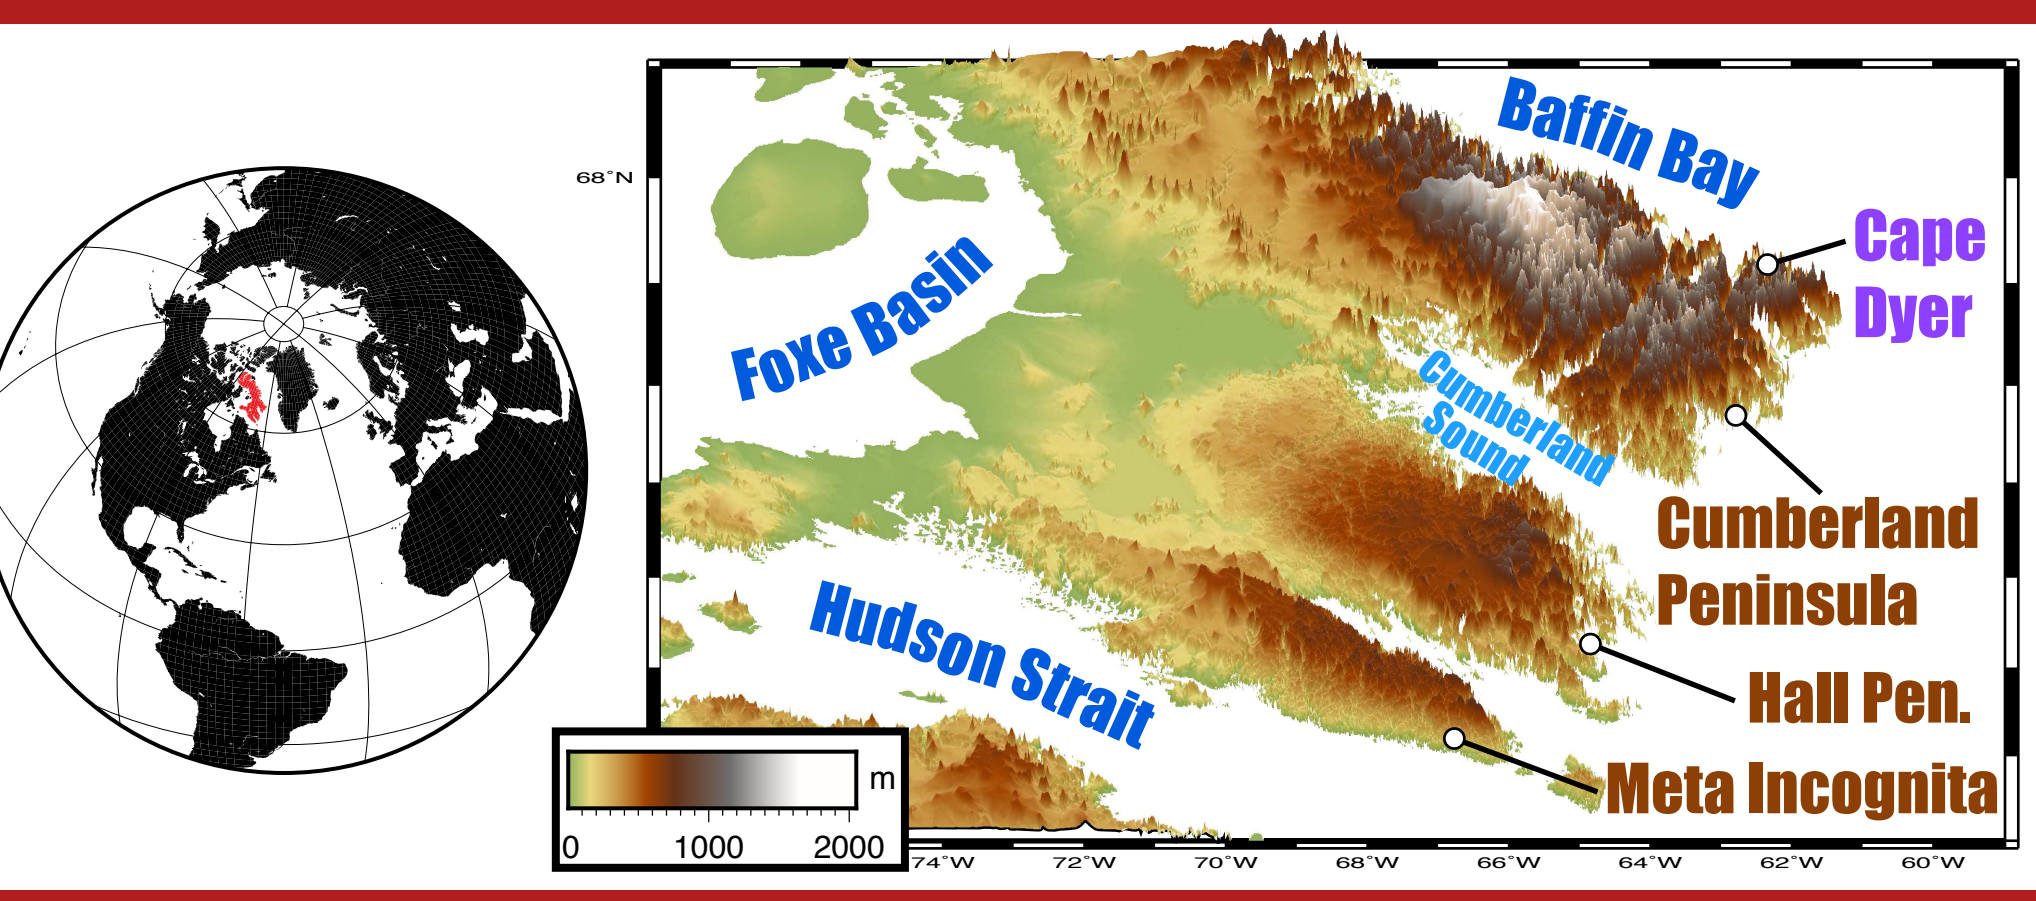 Baffin Bay
68°N
Cape
Dyer
Foxe Basin
Cumberland
Sound
Cumberland
Peninsula
Hudson Strait
Hall Pen.
Meta Incognita
m
0 1000 2000
74°W 72°W 70°W 68°W 66°W 64°W 62°W 60°W